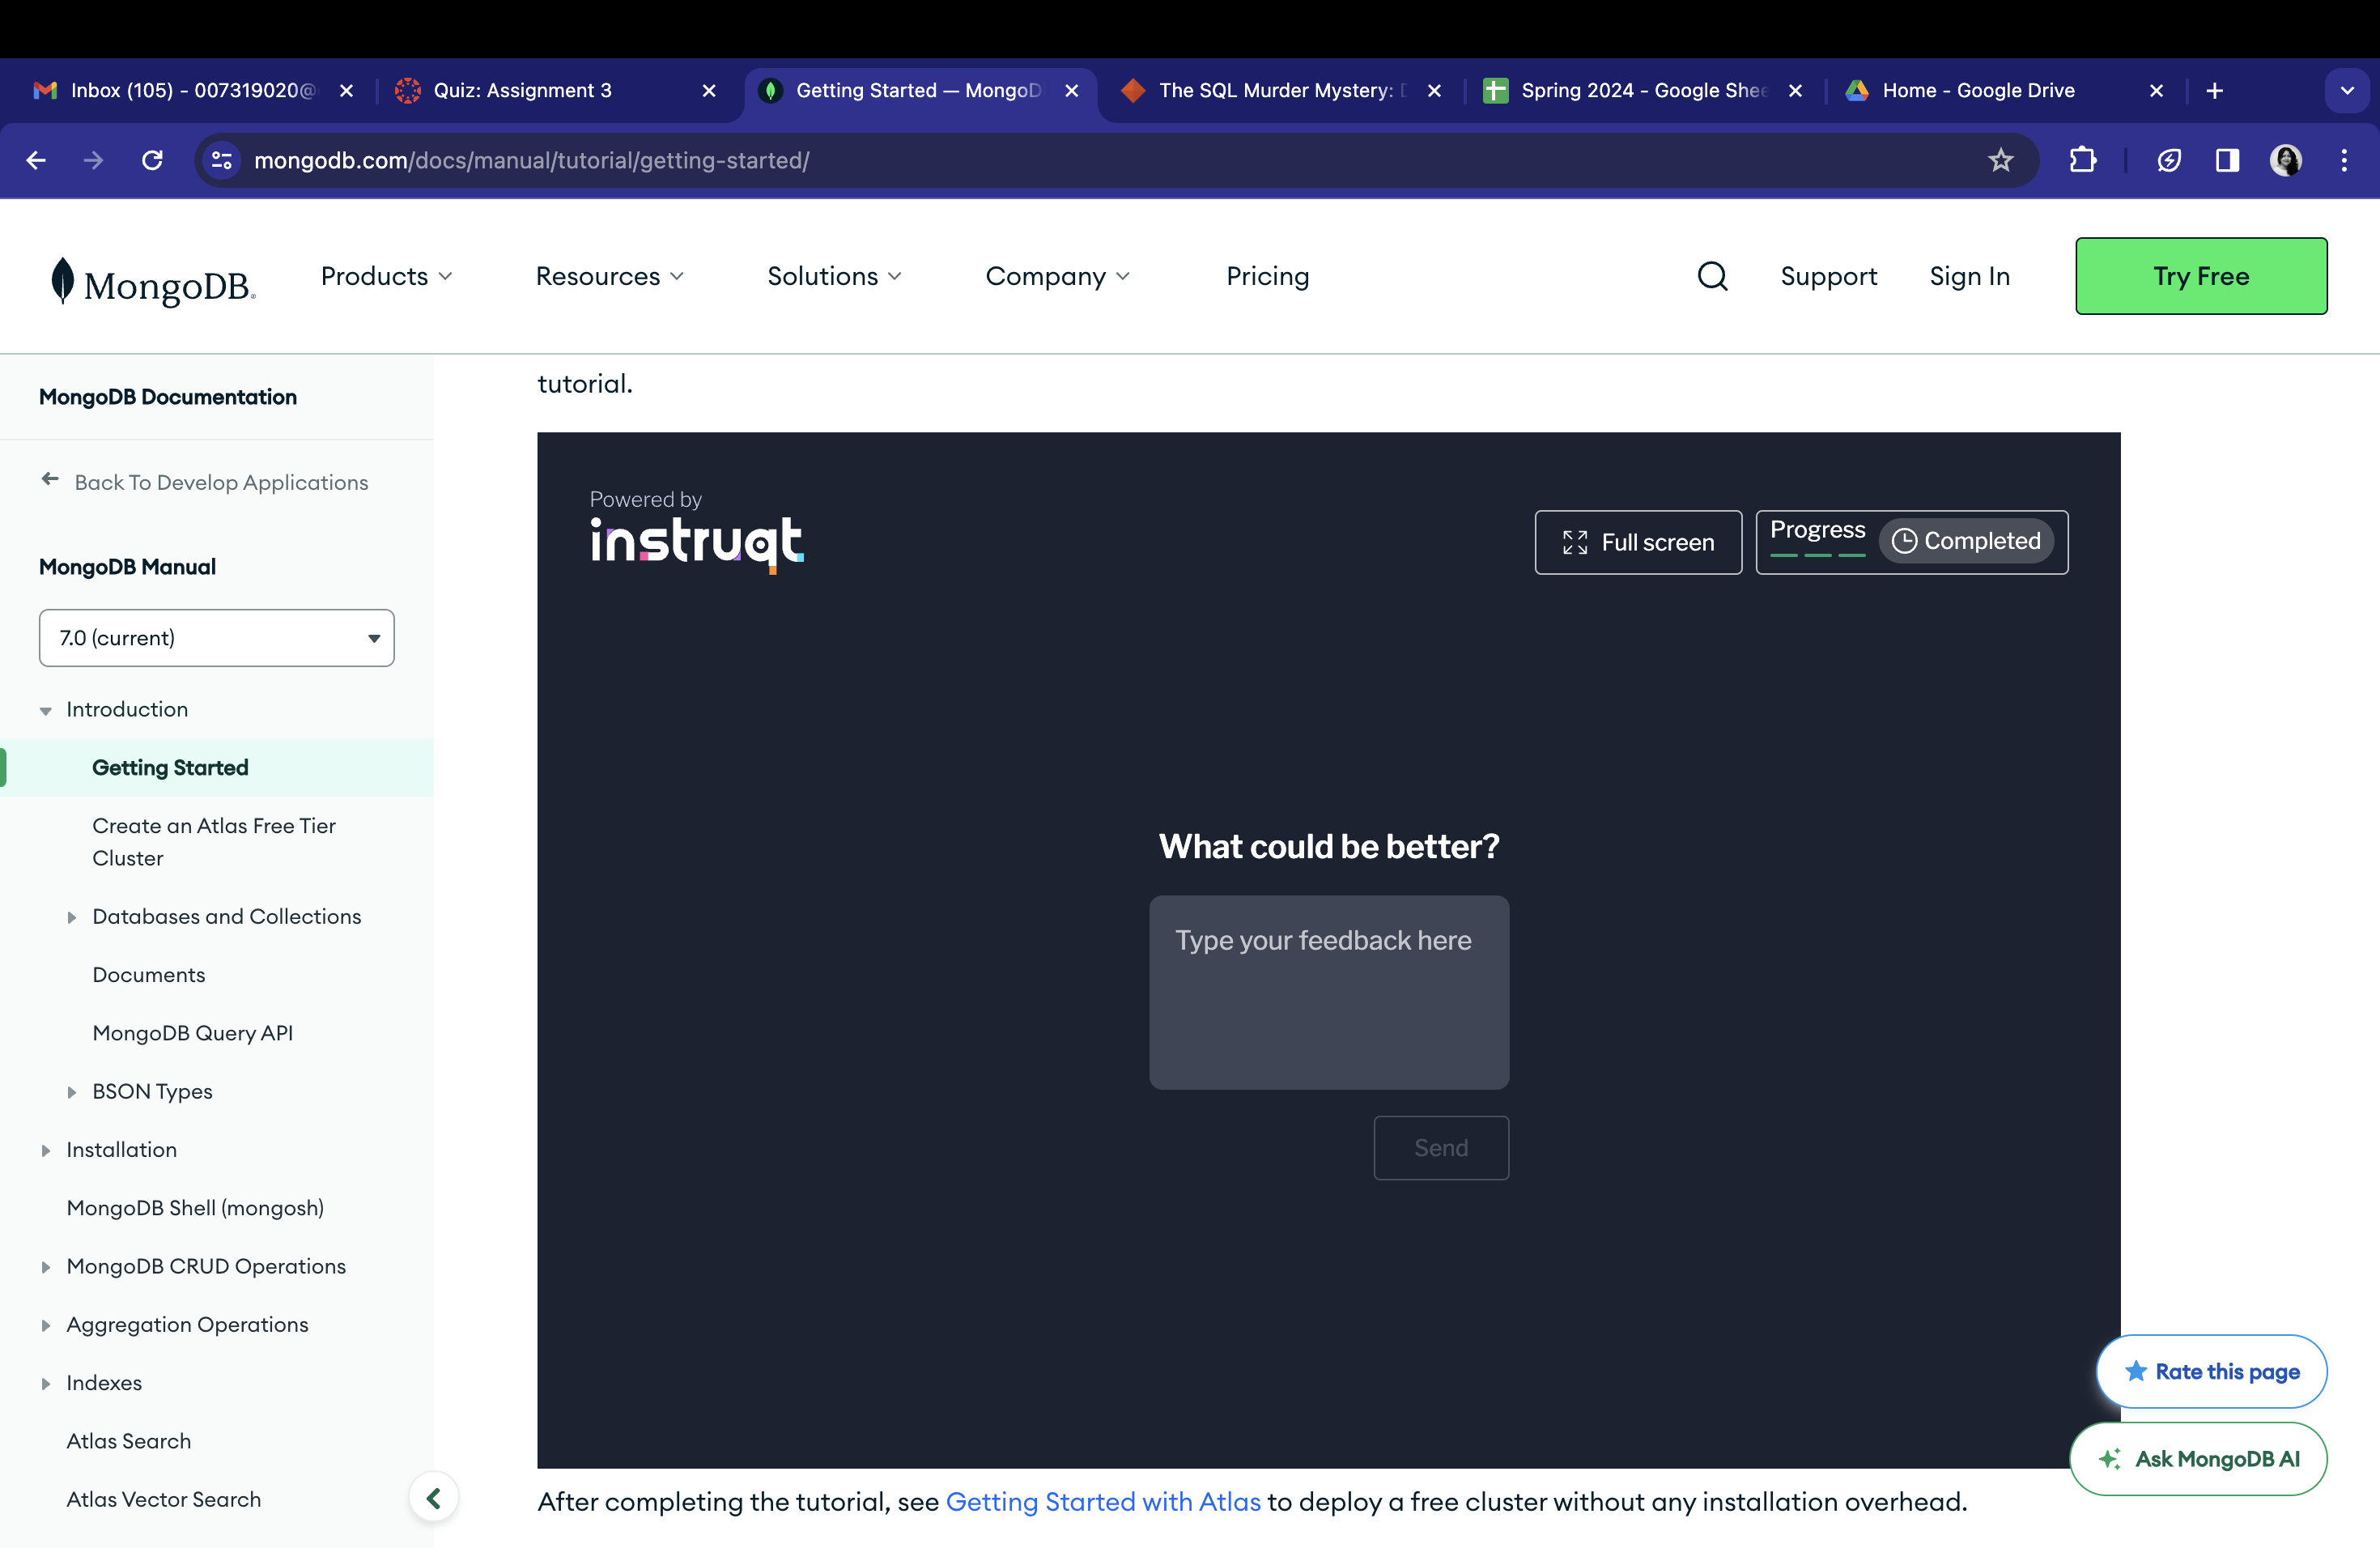 Inbox (105) - 007319020@
Quiz: Assignment 3
Getting Started — MongoD
The SQL Murder Mystery:
Spring 2024 - Google Shee
Home - Google Drive
mongodb.com/docs/manual/tutorial/getting-started/
MongoDB®
Products
Resources
Solutions
Company
Pricing
Support
Sign In
Try Free
MongoDB Documentation
Back To Develop Applications
MongoDB Manual
7.0 (current)
Introduction
Getting Started
Create an Atlas Free Tier
Cluster
Databases and Collections
Documents
MongoDB Query API
BSON Types
Installation
MongoDB Shell (mongosh)
MongoDB CRUD Operations
Aggregation Operations
Indexes
Atlas Search
Atlas Vector Search
tutorial.
Powered by
instruqt
Full screen
Progress
Completed
What could be better?
Type your feedback here
Send
Rate this page
Ask MongoDB AI
After completing the tutorial, see Getting Started with Atlas to deploy a free cluster without any installation overhead.